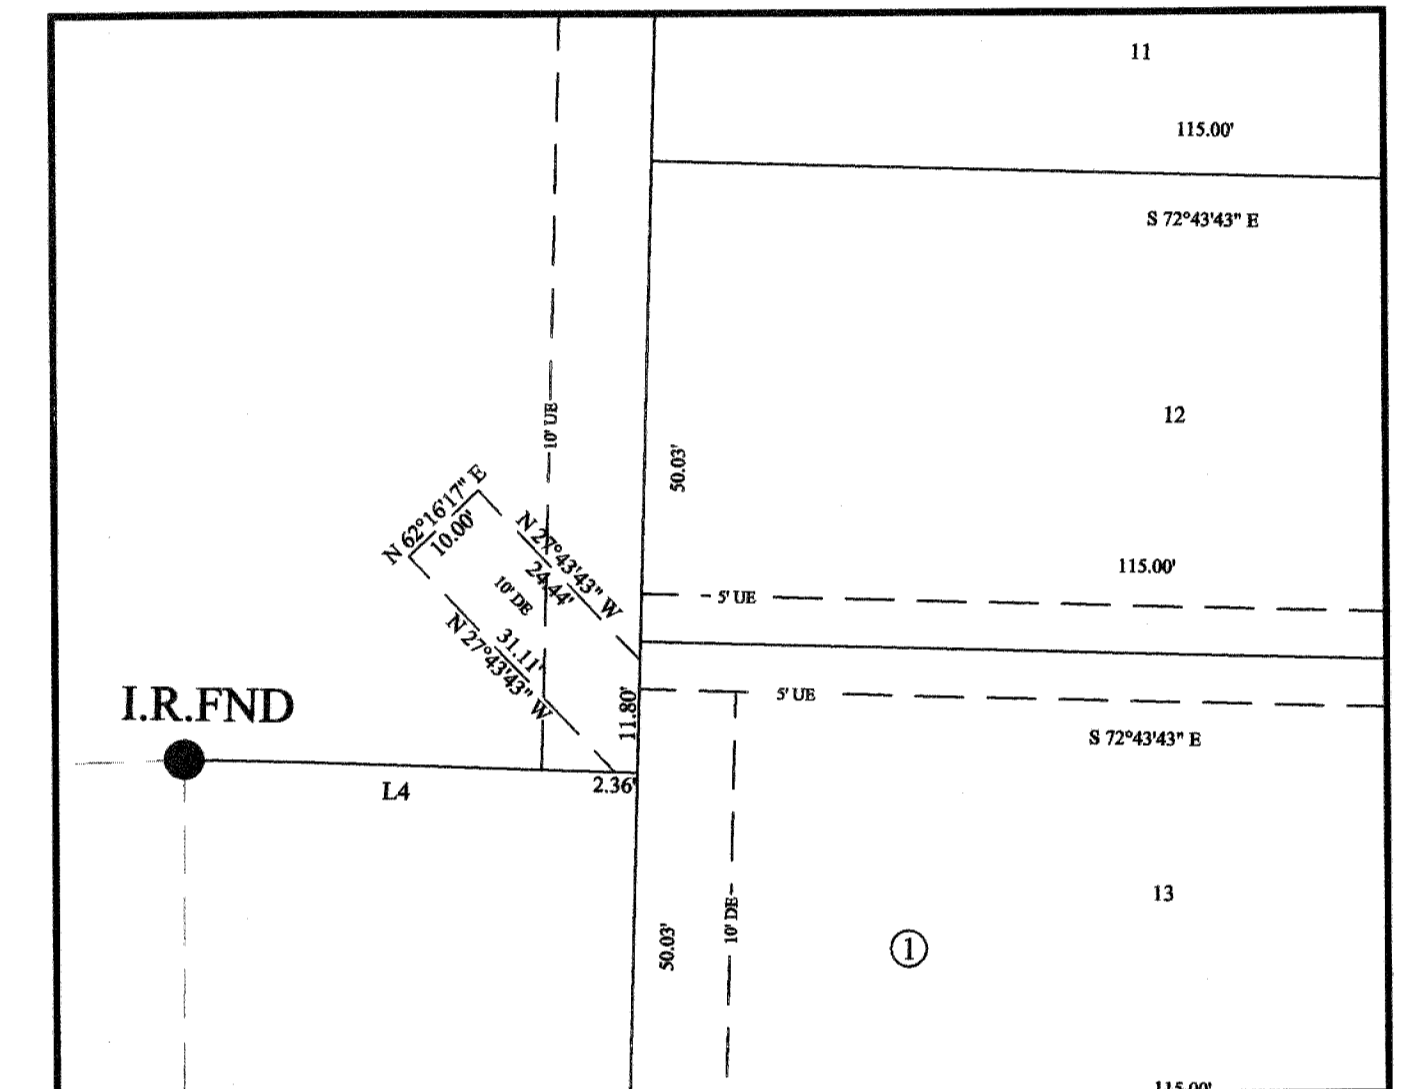 11
115.00'
S 72°43'43" E
12
10' UE
50.03'
N 62°16'17" E
10.00'
N 27°43'43" W
24.44'
10' DE
31.11'
N 27°43'43" W
115.00'
5' UE
5' UE
11.80'
I.R.FND
S 72°43'43" E
L4
2.36'
13
10' DE
50.03'
1
115.00'